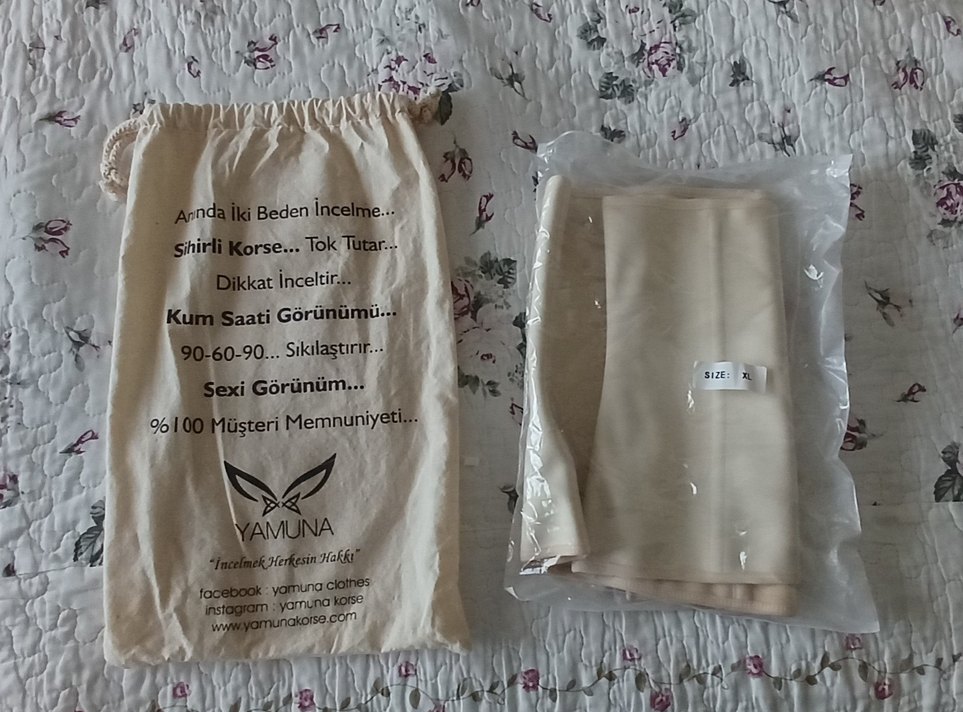 Anında İki Beden İncelme...
Sihirli Korse... Tok Tutar...
Dikkat İnceltir...
Kum Saati Görünümü...
90-60-90... Sıkılaştırır...
Sexi Görünüm...
%100 Müşteri Memnuniyeti...
YAMUNA
"İncelmek Herkesin Hakkı"
facebook : yamuna clothes
instagram : yamuna korse
www.yamunakorse.com
SIZE: XL